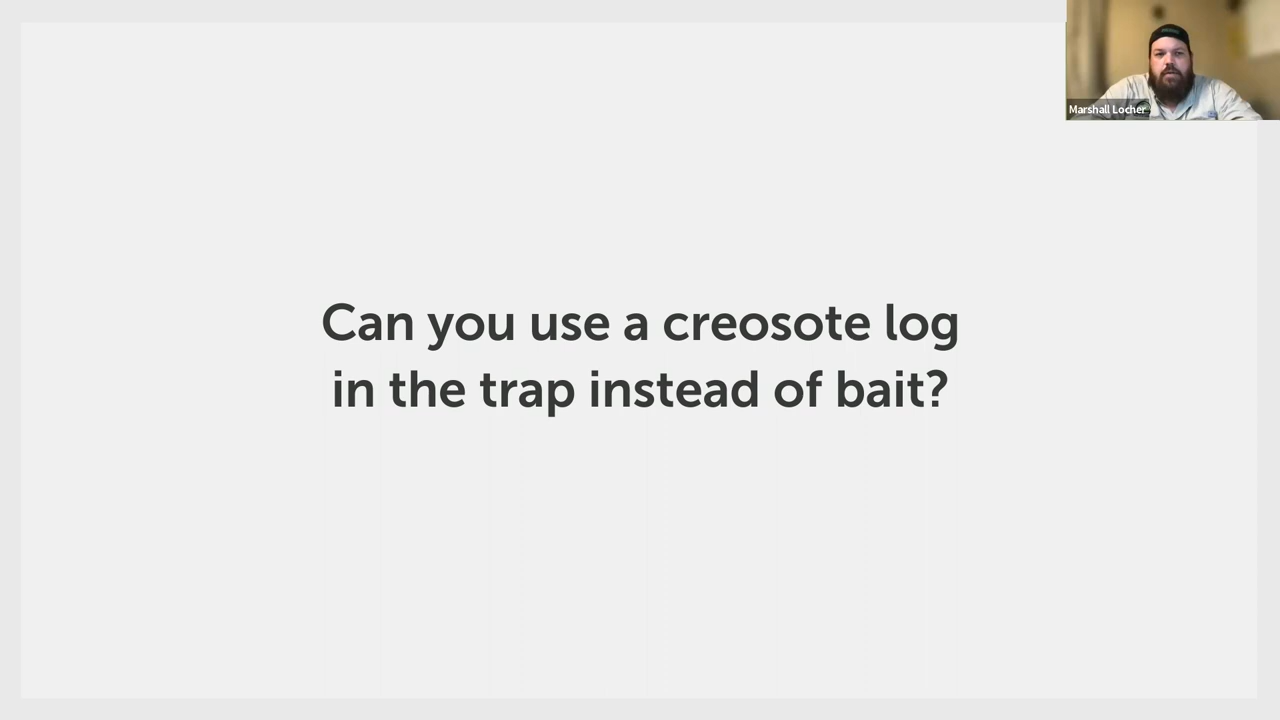 Marshall Locher
Can you use a creosote log
in the trap instead of bait?